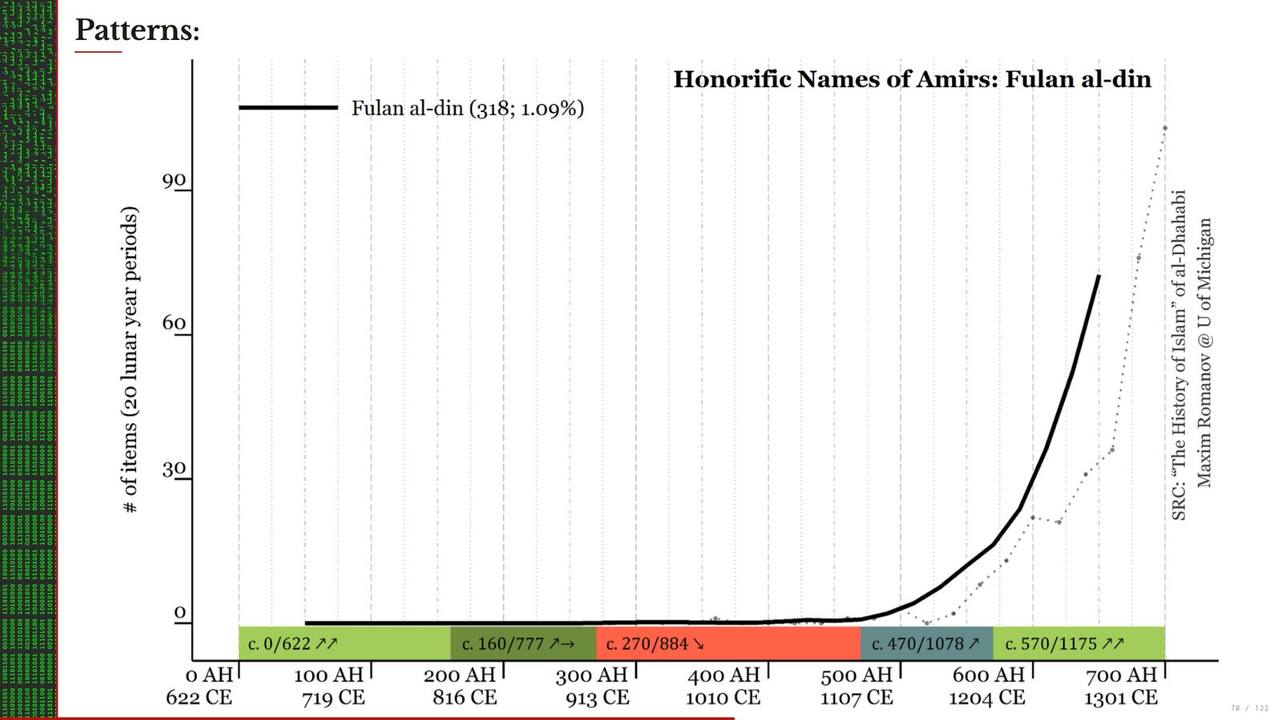 Patterns:
Honorific Names of Amirs: Fulan al-din
Fulan al-din (318; 1.09%)
# of items (20 lunar year periods)
90
60
30
0
c. 0/622 ↗↗
c. 160/777 ↗→
c. 270/884 ↘
c. 470/1078 ↗
c. 570/1175 ↗↗
0 AH
622 CE
100 AH
719 CE
200 AH
816 CE
300 AH
913 CE
400 AH
1010 CE
500 AH
1107 CE
600 AH
1204 CE
700 AH
1301 CE
SRC: “The History of Islam” of al-Dhahabi
Maxim Romanov @ U of Michigan
70 / 122